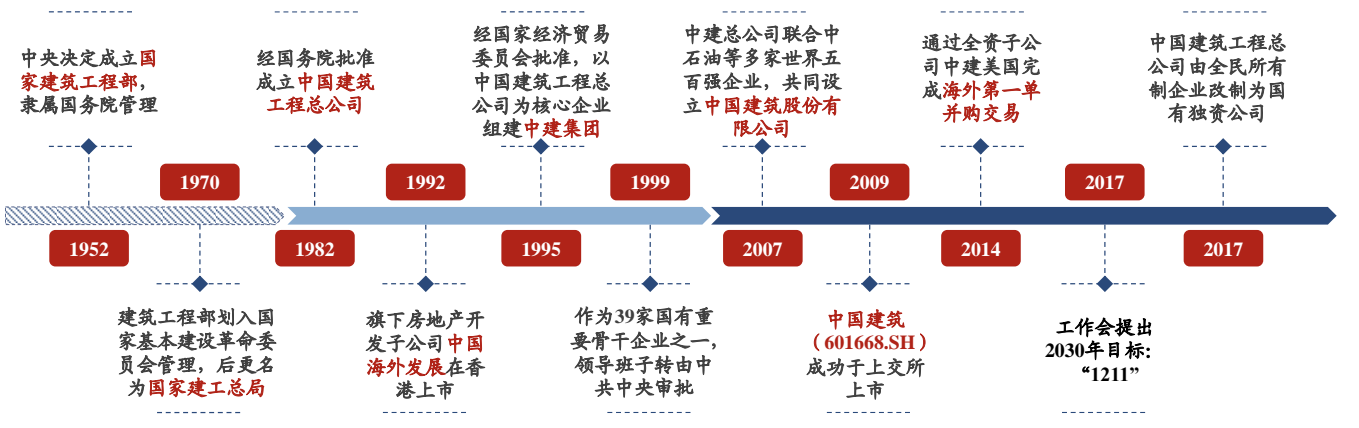 中央决定成立国
家建筑工程部，
隶属国务院管理
经国务院批准
成立中国建筑
工程总公司
经国家经济贸易
委员会批准，以
中国建筑工程总
公司为核心企业
组建中建集团
中建总公司联合中
石油等多家世界五
百强企业，共同设
立中国建筑股份有
限公司
通过全资子公
司中建美国完
成海外第一单
并购交易
中国建筑工程总
公司由全民所有
制企业改制为国
有独资公司
1970
1992
1999
2009
2017
1952
1982
1995
2007
2014
2017
建筑工程部划入国
家基本建设革命委
员会管理，后更名
为国家建工总局
旗下房地产开
发子公司中国
海外发展在香
港上市
作为39家国有重
要骨干企业之一，
领导班子转由中
共中央审批
中国建筑
（601668.SH）
成功于上交所
上市
工作会提出
2030年目标：
“1211”